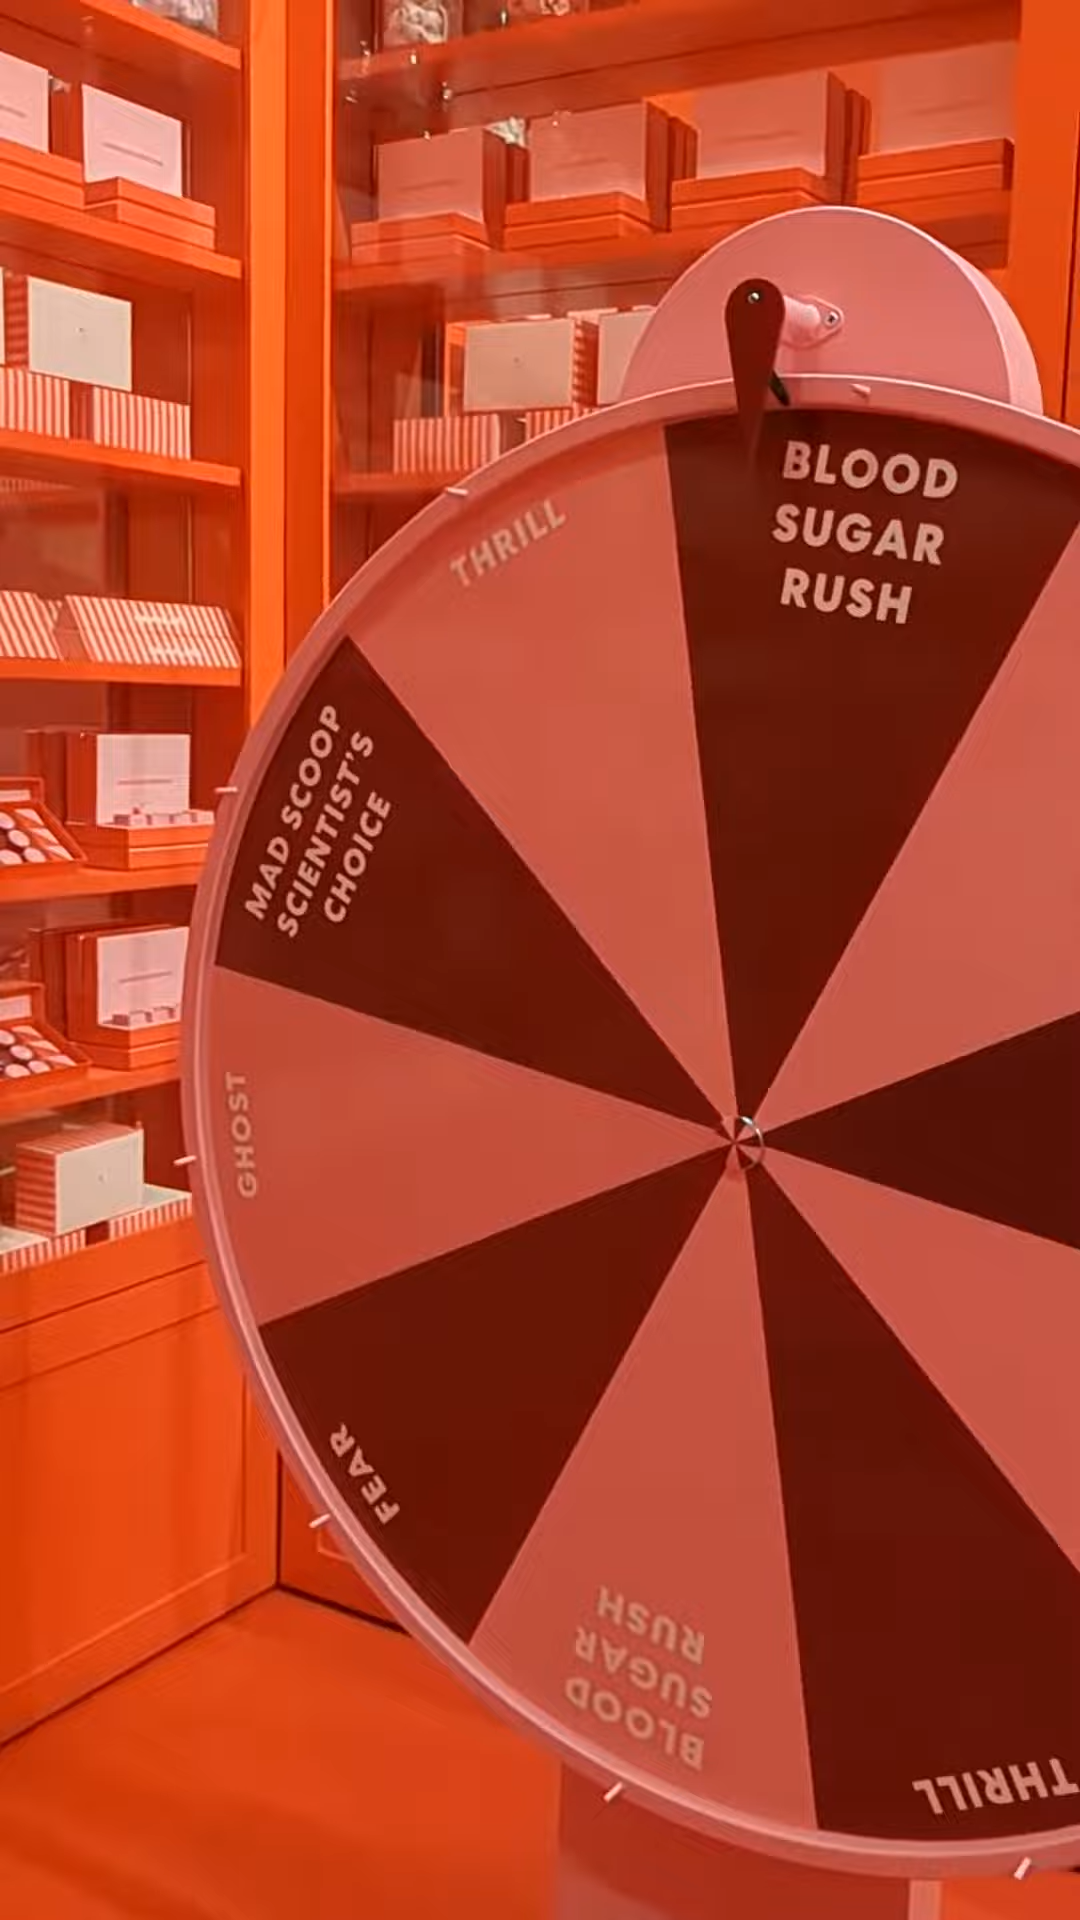 BLOOD
SUGAR
RUSH
THRILL
MAD SCOOP
SCIENTIST'S
CHOICE
GHOST
FEAR
BLOOD
SUGAR
RUSH
THRILL